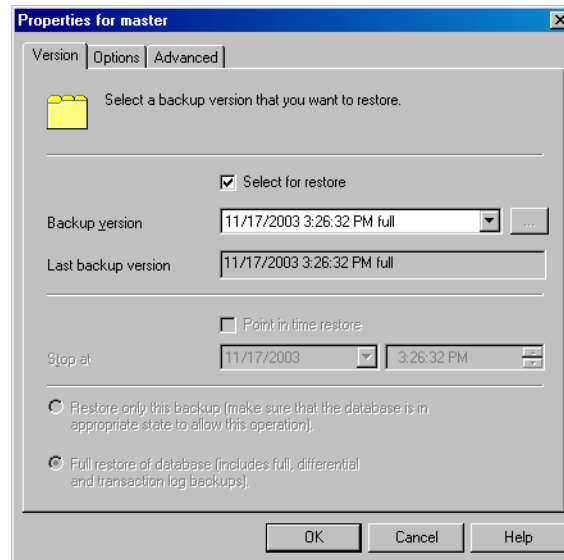 Properties for master
Version Options Advanced
Select a backup version that you want to restore.
Select for restore
Backup version 11/17/2003 3:26:32 PM full ...
Last backup version 11/17/2003 3:26:32 PM full
Point in time restore
Stop at 11/17/2003 3:26:32 PM
Restore only this backup (make sure that the database is in
appropriate state to allow this operation).
Full restore of database (includes full, differential
and transaction log backups).
OK Cancel Help